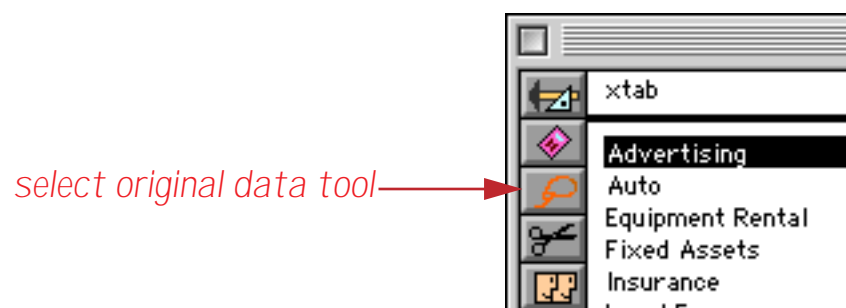 xtab
Advertising
select original data tool
Auto
Equipment Rental
Fixed Assets
Insurance